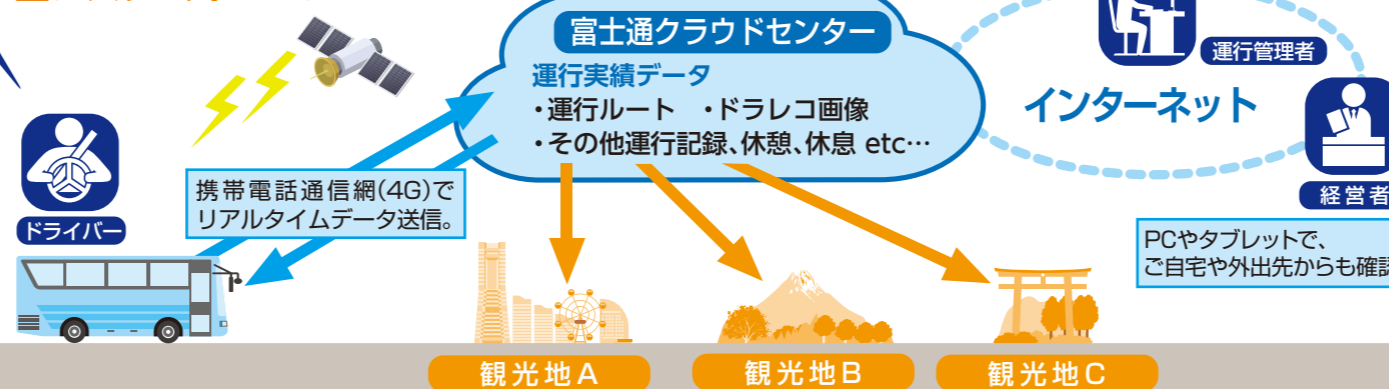 富士通クラウドセンター
運行実績データ
・運行ルート ・ドラレコ画像
・その他運行記録、休憩、休息 etc…
運行管理者
インターネット
経営者
ドライバー
携帯電話通信網(4G)で
リアルタイムデータ送信。
PCやタブレットで、
ご自宅や外出先からも確認
観光地A
観光地B
観光地C